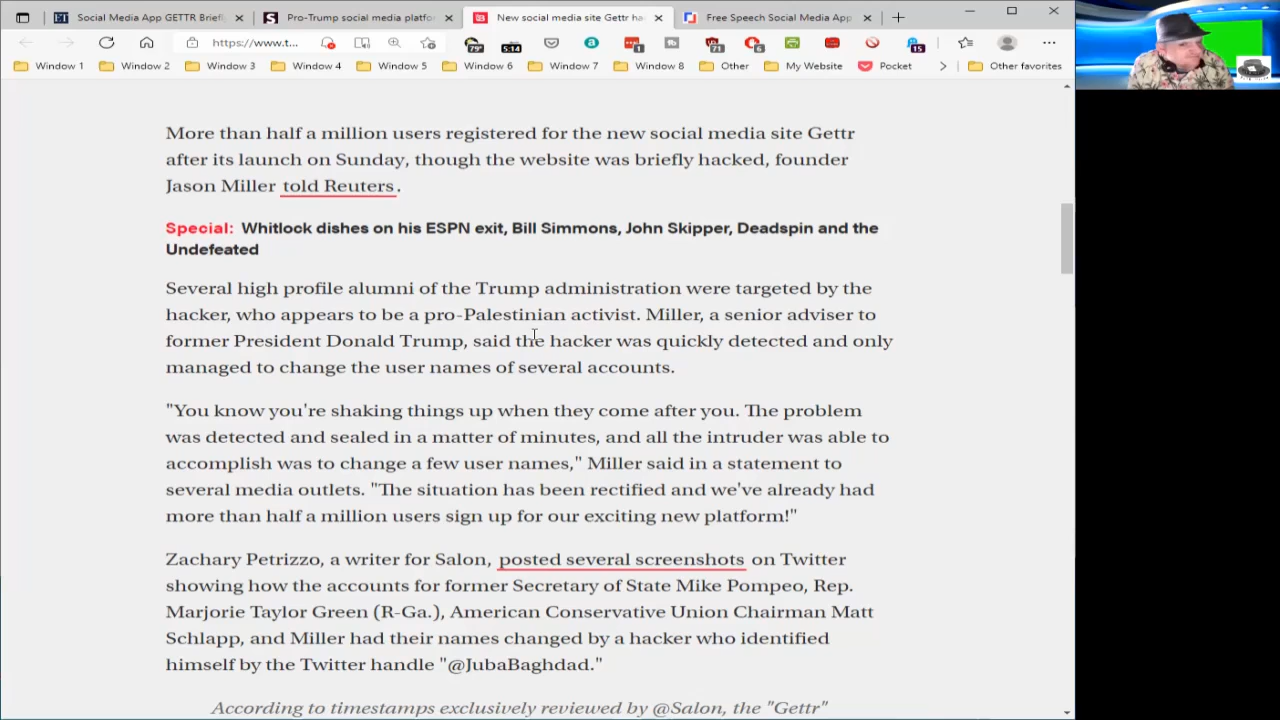 Social Media App GETTR Briefl
Pro-Trump social media platfor
New social media site Gettr ha
Free Speech Social Media App
https://www.t...
79°
5:14
1
71
6
15
Window 1
Window 2
Window 3
Window 4
Window 5
Window 6
Window 7
Window 8
Other
My Website
Pocket
Other favorites
More than half a million users registered for the new social media site Gettr
after its launch on Sunday, though the website was briefly hacked, founder
Jason Miller told Reuters.
Special: Whitlock dishes on his ESPN exit, Bill Simmons, John Skipper, Deadspin and the
Undefeated
Several high profile alumni of the Trump administration were targeted by the
hacker, who appears to be a pro-Palestinian activist. Miller, a senior adviser to
former President Donald Trump, said the hacker was quickly detected and only
managed to change the user names of several accounts.
"You know you're shaking things up when they come after you. The problem
was detected and sealed in a matter of minutes, and all the intruder was able to
accomplish was to change a few user names," Miller said in a statement to
several media outlets. "The situation has been rectified and we've already had
more than half a million users sign up for our exciting new platform!"
Zachary Petrizzo, a writer for Salon, posted several screenshots on Twitter
showing how the accounts for former Secretary of State Mike Pompeo, Rep.
Marjorie Taylor Green (R-Ga.), American Conservative Union Chairman Matt
Schlapp, and Miller had their names changed by a hacker who identified
himself by the Twitter handle "@JubaBaghdad."
According to timestamps exclusively reviewed by @Salon, the "Gettr"